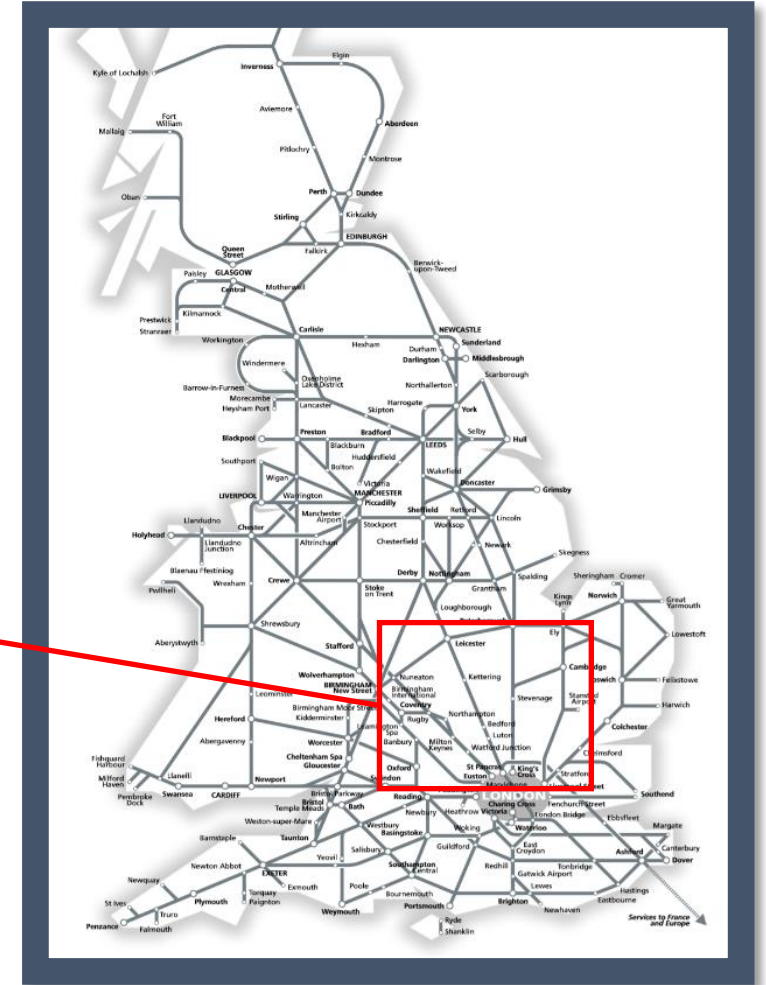 Elgin
Inverness
Kyle of Lochalsh
Aviemore
Fort
William
Mallaig
Aberdeen
Pitlochry
Montrose
Perth
Dundee
Oban
Kirkcaldy
Stirling
EDINBURGH
Queen
Street
Falkirk
Berwick-
upon-Tweed
Paisley
GLASGOW
Central
Motherwell
Kilmarnock
Prestwick
Stranraer
Carlisle
NEWCASTLE
Workington
Hexham
Sunderland
Durham
Darlington
Middlesbrough
Windermere
Oxenholme
Lake District
Scarborough
Barrow-in-Furness
Northallerton
Morecambe
Heysham Port
Lancaster
Harrogate
York
Skipton
Blackpool
Preston
Bradford
LEEDS
Selby
Hull
Blackburn
Huddersfield
Southport
Bolton
Wakefield
Wigan
Victoria
MANCHESTER
Piccadilly
Doncaster
Grimsby
LIVERPOOL
Warrington
Manchester
Airport
Sheffield
Retford
Lincoln
Llandudno
Chester
Stockport
Worksop
Holyhead
Llandudno
Junction
Altrincham
Chesterfield
Newark
Skegness
Blaenau Ffestiniog
Derby
Nottingham
Pwllheli
Wrexham
Crewe
Stoke
on Trent
Grantham
Spalding
Sheringham
Cromer
Kings
Lynn
Norwich
Great
Yarmouth
Loughborough
Shrewsbury
Ely
Lowestoft
Aberystwyth
Stafford
Leicester
Wolverhampton
Cambridge
Nuneaton
Kettering
BIRMINGHAM
New Street
Birmingham
International
Felixstowe
Leominster
Coventry
Stevenage
Stansted
Airport
Birmingham Moor Street
Rugby
Northampton
Harwich
Kidderminster
Hereford
Leamington
Spa
Bedford
Colchester
Abergavenny
Worcester
Banbury
Milton
Keynes
Luton
Watford Junction
Chelmsford
Cheltenham Spa
Gloucester
Oxford
St Pancras
Euston
King's
Cross
Stratford
Fishguard
Harbour
Milford
Haven
Llanelli
Swindon
Pembroke
Dock
Swansea
CARDIFF
Newport
Reading
LONDON
Southend
Bristol Parkway
Bristol
Temple Meads
Bath
Newbury
Heathrow
Victoria
Charing Cross
Fenchurch Street
London Bridge
Ebbsfleet
Weston-super-Mare
Westbury
Basingstoke
Woking
Waterloo
Margate
Barnstaple
Taunton
Salisbury
Guildford
East
Croydon
Canterbury
Yeovil
Redhill
Tonbridge
Ashford
Dover
Newton Abbot
EXETER
Southampton
Central
Gatwick Airport
Newquay
Exmouth
Poole
Bournemouth
Lewes
Hastings
St Ives
Plymouth
Torquay
Paignton
Weymouth
Portsmouth
Brighton
Newhaven
Eastbourne
Truro
Penzance
Falmouth
Ryde
Shanklin
Services to France
and Europe